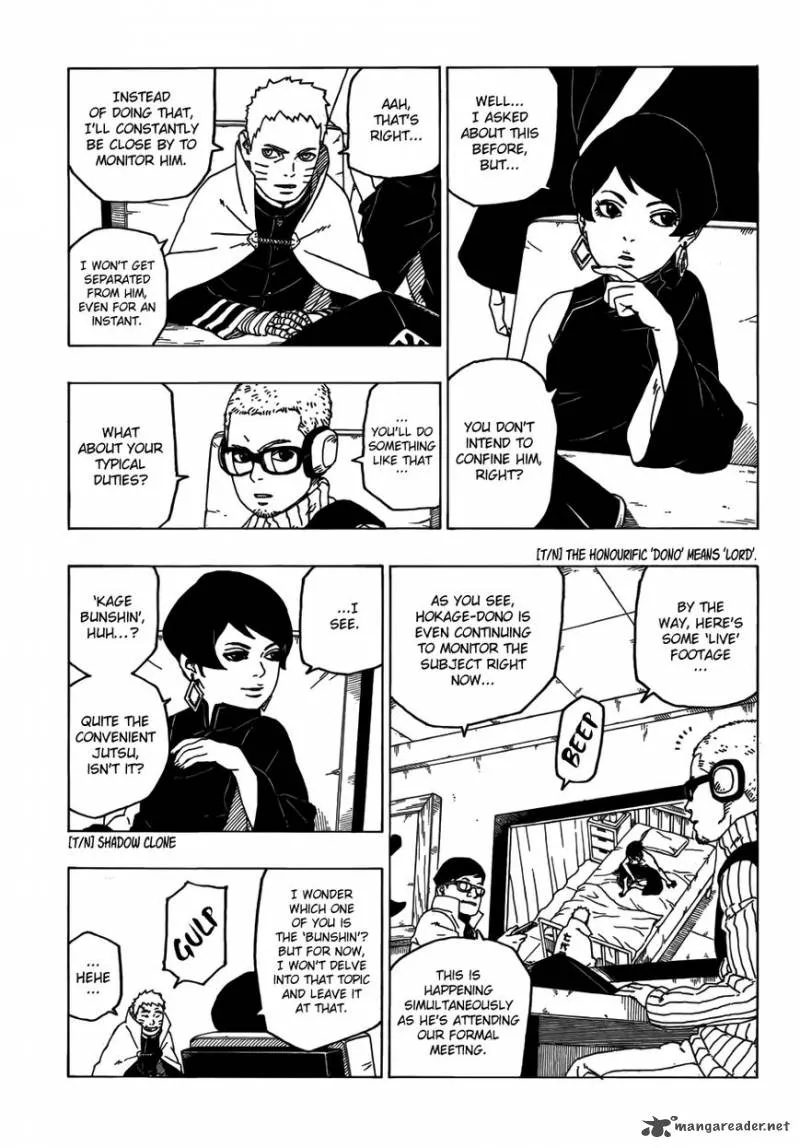 WELL...
I ASKED
ABOUT THIS
BEFORE,
BUT...
YOU DON'T
INTEND TO
CONFINE HIM,
RIGHT?
AAH,
THAT'S
RIGHT...
INSTEAD
OF DOING THAT,
I'LL CONSTANTLY
BE CLOSE BY TO
MONITOR HIM.
I WON'T GET
SEPARATED
FROM HIM,
EVEN FOR AN
INSTANT.
...
YOU'LL DO
SOMETHING
LIKE THAT
...
WHAT
ABOUT YOUR
TYPICAL
DUTIES?
[T/N] THE HONOURIFIC 'DONO' MEANS 'LORD'.
BY THE
WAY, HERE'S
SOME 'LIVE'
FOOTAGE
...
AS YOU SEE,
HOKAGE-DONO IS
EVEN CONTINUING
TO MONITOR THE
SUBJECT RIGHT
NOW...
BEEP
THIS IS
HAPPENING
SIMULTANEOUSLY
AS HE'S ATTENDING
OUR FORMAL
MEETING.
...I
SEE.
'KAGE
BUNSHIN',
HUH...?
QUITE THE
CONVENIENT
JUTSU,
ISN'T IT?
[T/N] SHADOW CLONE
I WONDER
WHICH ONE
OF YOU IS
THE 'BUNSHIN'?
BUT FOR NOW,
I WON'T DELVE
INTO THAT TOPIC
AND LEAVE IT
AT THAT.
GULP
...
HEHE
...
mangareader.net